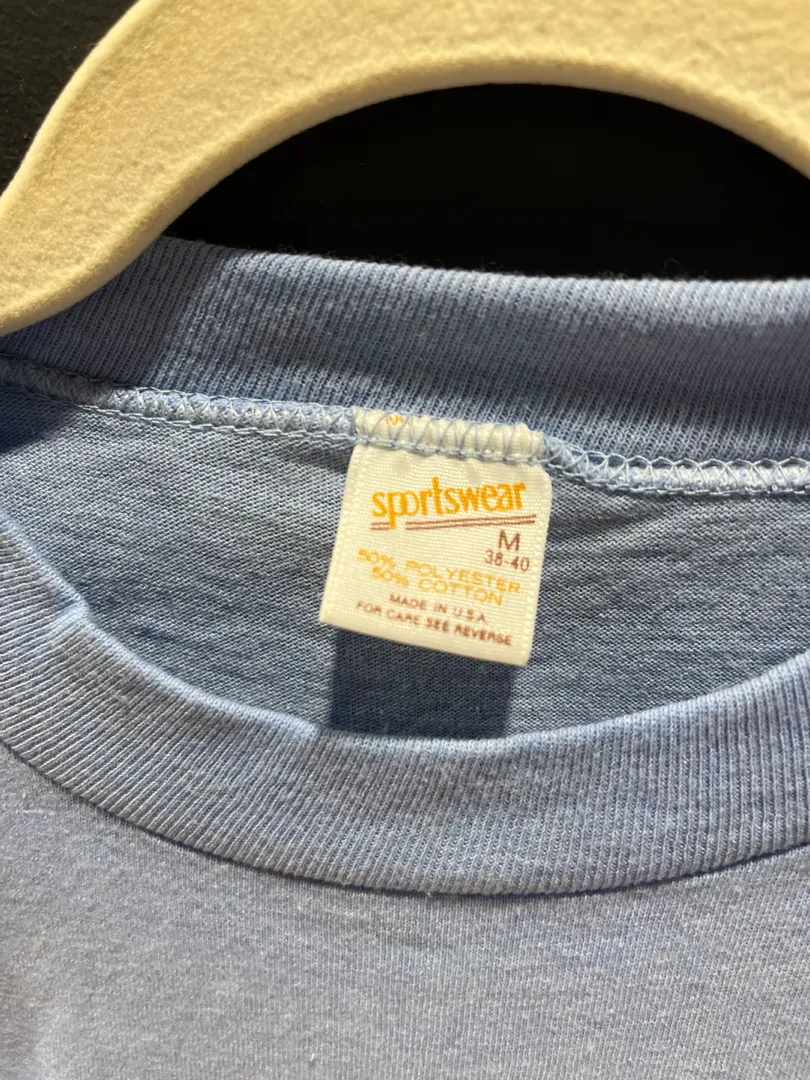 sportswear
M
38-40
50% POLYESTER
50% COTTON
MADE IN U.S.A.
FOR CARE SEE REVERSE